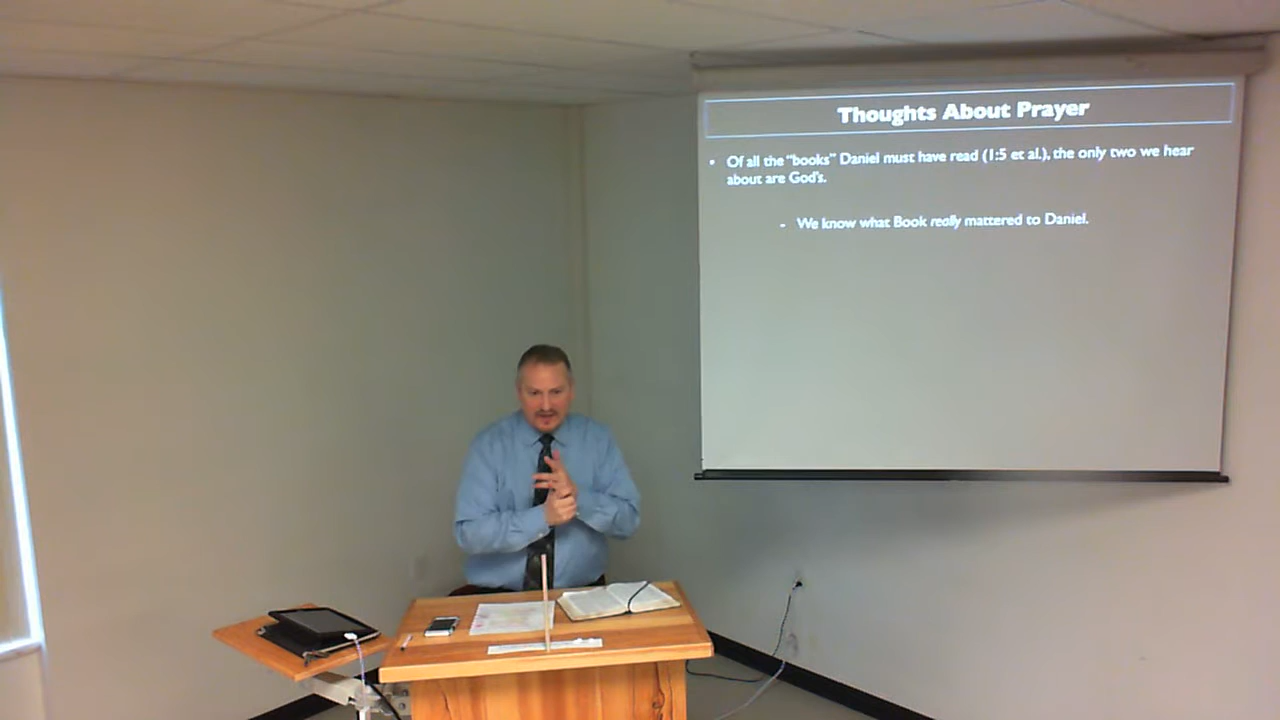 Thoughts About Prayer
• Of all the “books” Daniel must have read (1:5 et al.), the only two we hear
about are God's.
- We know what Book really mattered to Daniel.